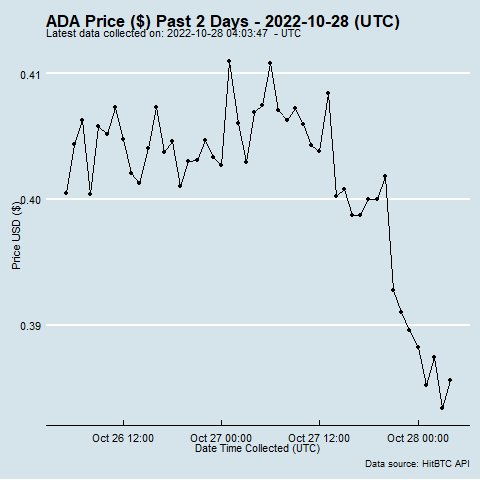 ADA Price ($) Past 2 Days - 2022-10-28 (UTC)
Latest data collected on: 2022-10-28 04:03:47  - UTC
0.41
0.40
0.39
Price USD ($)
Oct 26 12:00 Oct 27 00:00 Oct 27 12:00 Oct 28 00:00
Date Time Collected (UTC)
Data source: HitBTC API